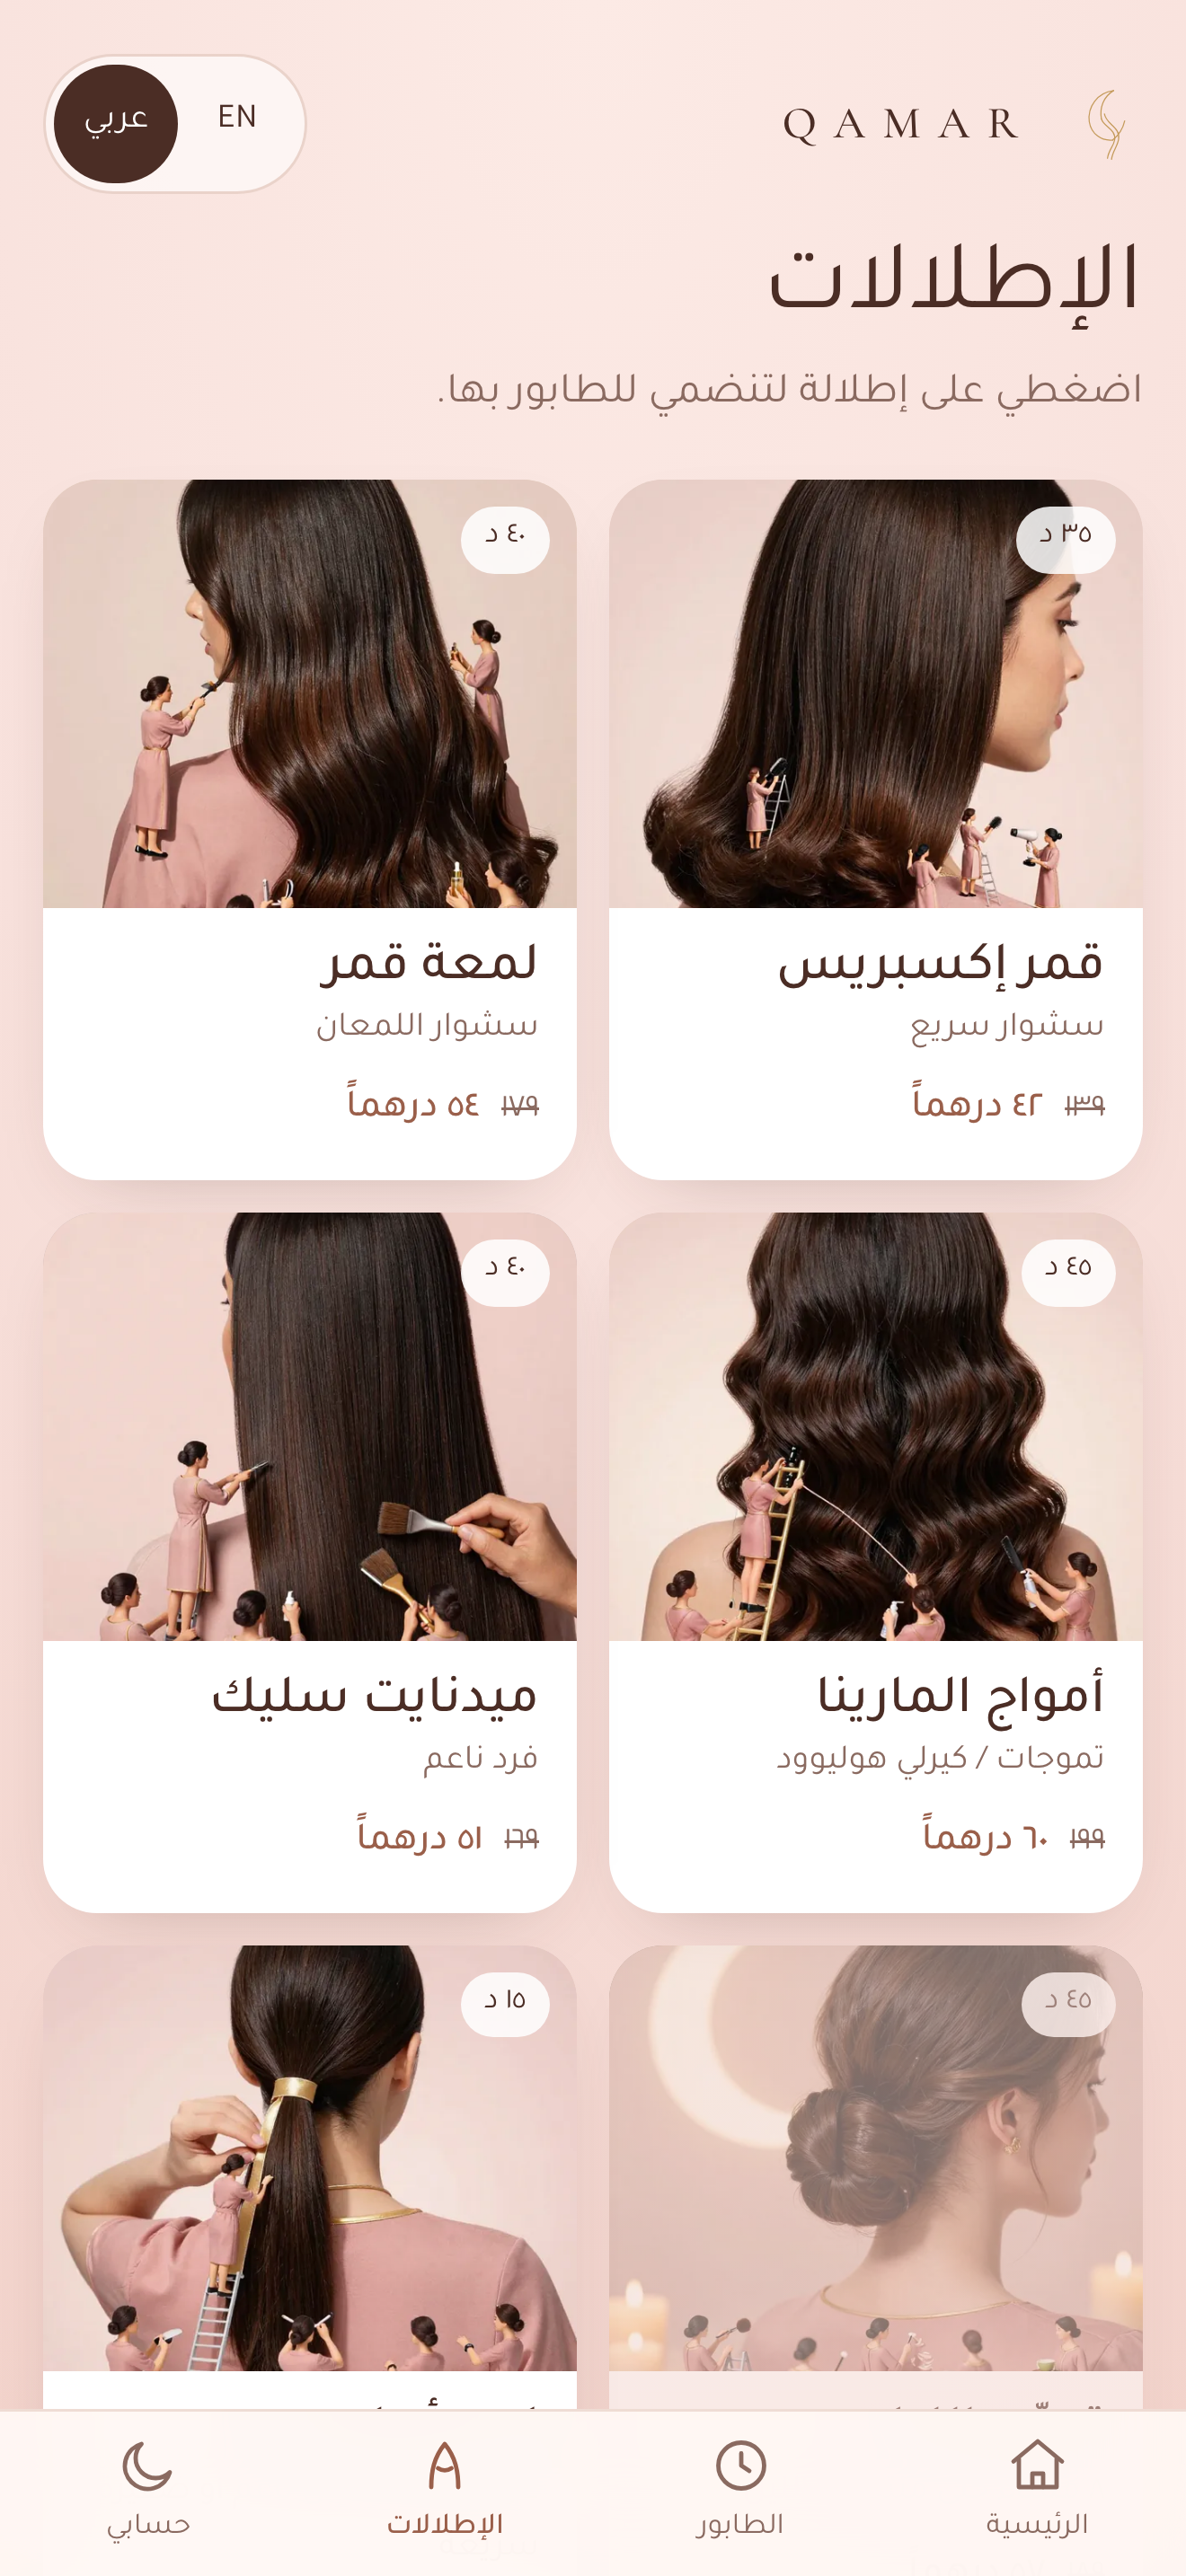 QAMAR
EN
عربي
الإطلالات
اضغطي على إطلالة لتنضمي للطابور بها.
٣٥ د
قمر إكسبريس
سشوار سريع
١٣٩ ٤٢ درهماً
٤٠ د
لمعة قمر
سشوار اللمعان
١٧٩ ٥٤ درهماً
٤٥ د
أمواج المارينا
تموجات / كيرلي هوليوود
١٩٩ ٦٠ درهماً
٤٠ د
ميدنايت سليك
فرد ناعم
١٦٩ ٥١ درهماً
٤٥ د
١٥ د
الرئيسية
الطابور
الإطلالات
حسابي